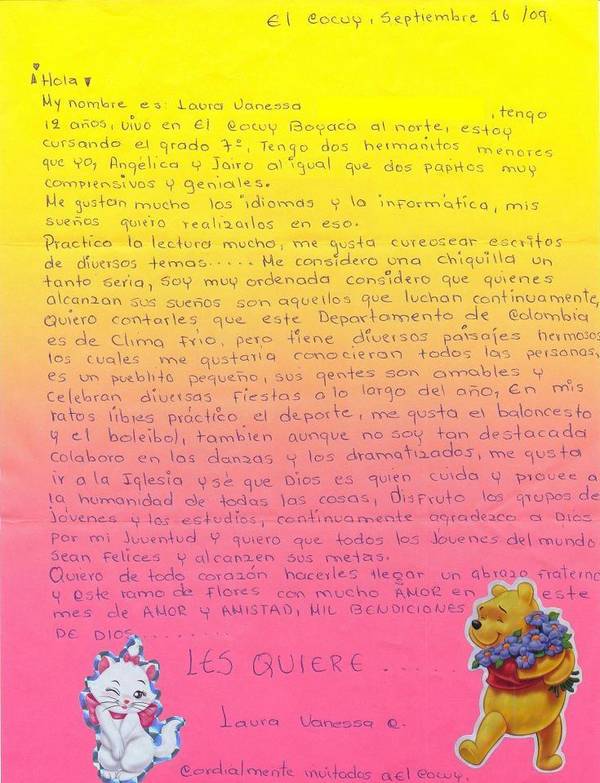 El Cocuy, Septiembre 16 /09.
Hola
My nombre es: Laura Vanessa , tengo
12 años, vivo en El Cocuy Boyacá al norte, estoy
cursando el grado 7º, Tengo dos hermanitos menores
que yo, Angélica y Jairo al igual que dos papitos muy
comprensivos y geniales.
Me gustan mucho los idiomas y la informática, mis
sueños quiero realizarlos en eso.
Practico la lectura mucho, me gusta cureosear escritos
de diversos temas..... Me considero una chiquilla un
tanto seria, soy muy ordenada considero que quienes
alcanzan sus sueños son aquellos que luchan continuamente,
Quiero contarles que este Departamento de Colombia
es de Clima Frio, pero tiene diversos paisajes hermosos
los cuales me gustaria conocieran todos las personas,
es un pueblito pequeño, sus gentes son amables y
celebran diversas fiestas a lo largo del año, En mis
ratos libres práctico el deporte, me gusta el baloncesto
y el boleibol, tambien aunque no soy tan destacada
colaboro en las danzas y los dramatizados, me gusta
ir a la Iglesia y sé que Dios es quien cuida y provee a
la humanidad de todas las cosas, Disfruto los grupos de
jóvenes y los estudios, continuamente agradezco a Dios
por mi Juventud y quiero que todos los Jóvenes del mundo
sean felices y alcanzen sus metas.
Quiero de todo corazón hacerles llegar un abrazo fraterno
y este ramo de flores con mucho AMOR en este
mes de AMOR y AMISTAD, MIL BENDICIONES
DE DIOS.........
LES QUIERE .....
Laura Vanessa C.
Cordialmente invitados a El Cocuy.